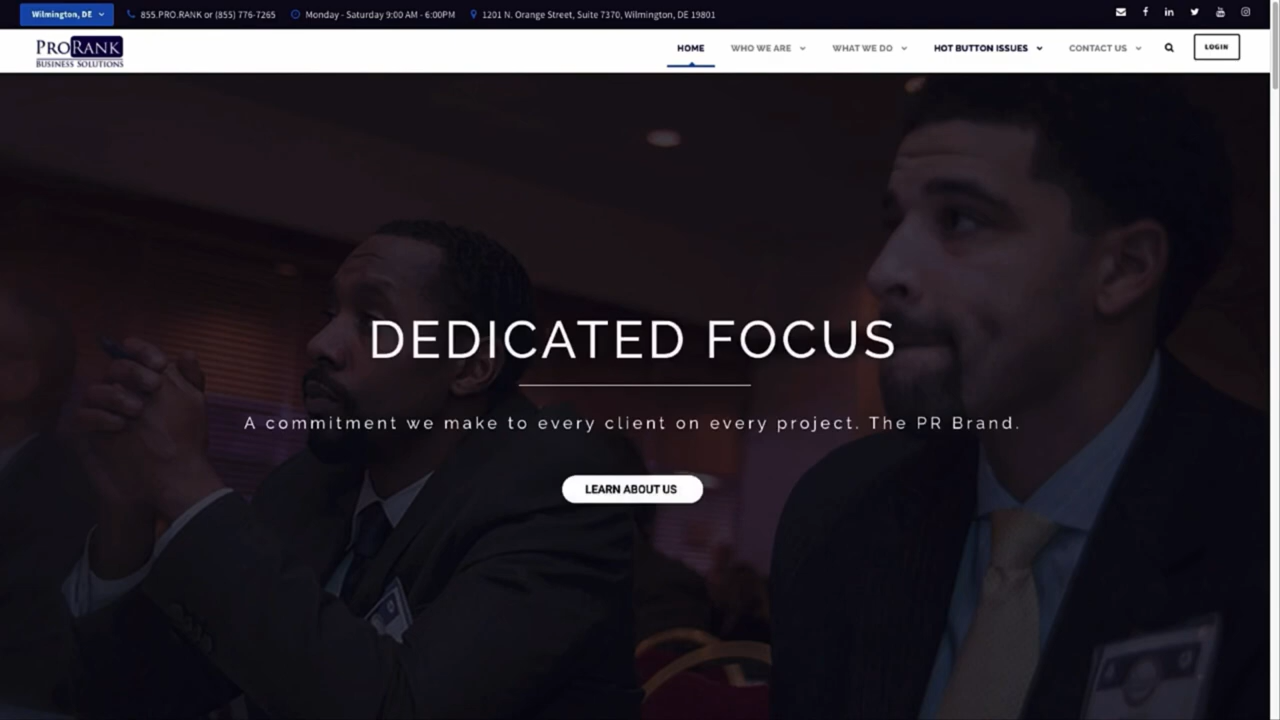 Wilmington, DE 855.PRO.RANK or (855) 776-7265 Monday - Saturday 9:00 AM - 6:00PM 1201 N. Orange Street, Suite 7370, Wilmington, DE 19801
PRORANK
BUSINESS SOLUTIONS
HOME WHO WE ARE WHAT WE DO HOT BUTTON ISSUES CONTACT US LOGIN
DEDICATED FOCUS
A commitment we make to every client on every project. The PR Brand.
LEARN ABOUT US